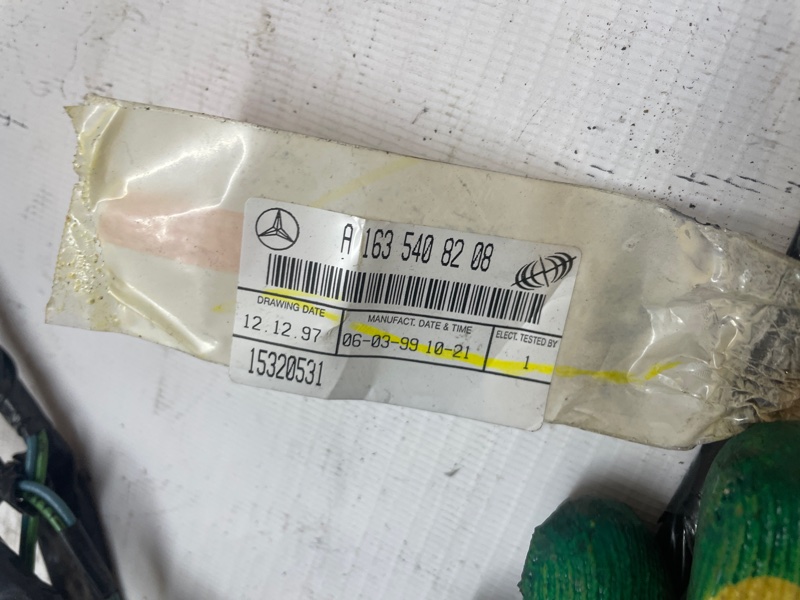 A 163 540 82 08
DRAWING DATE
12.12.97
MANUFACT. DATE & TIME
06-03-99 10-21
ELECT. TESTED BY
1
15320531